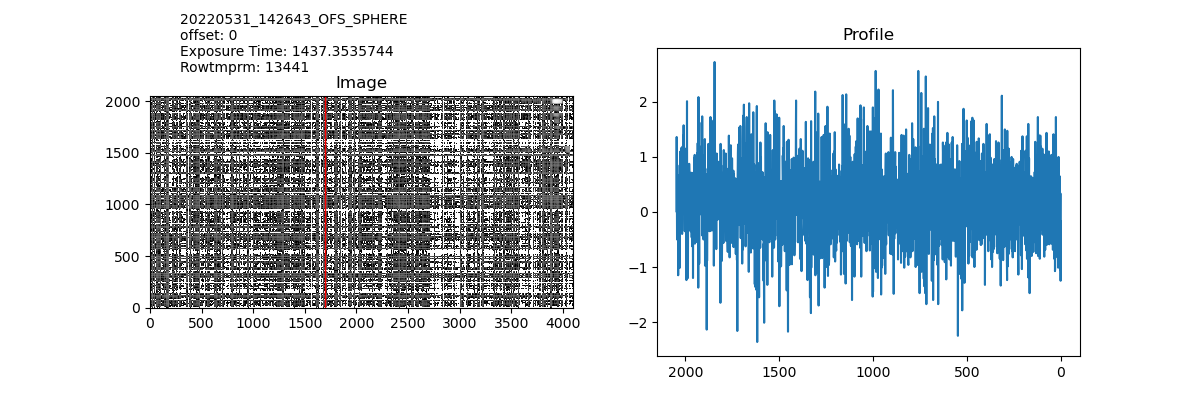 20220531_142643_OFS_SPHERE
offset: 0
Exposure Time: 1437.3535744
Rowtmprm: 13441
Image
2000
1500
1000
500
0
0 500 1000 1500 2000 2500 3000 3500 4000
Profile
2
1
0
−1
−2
2000 1500 1000 500 0